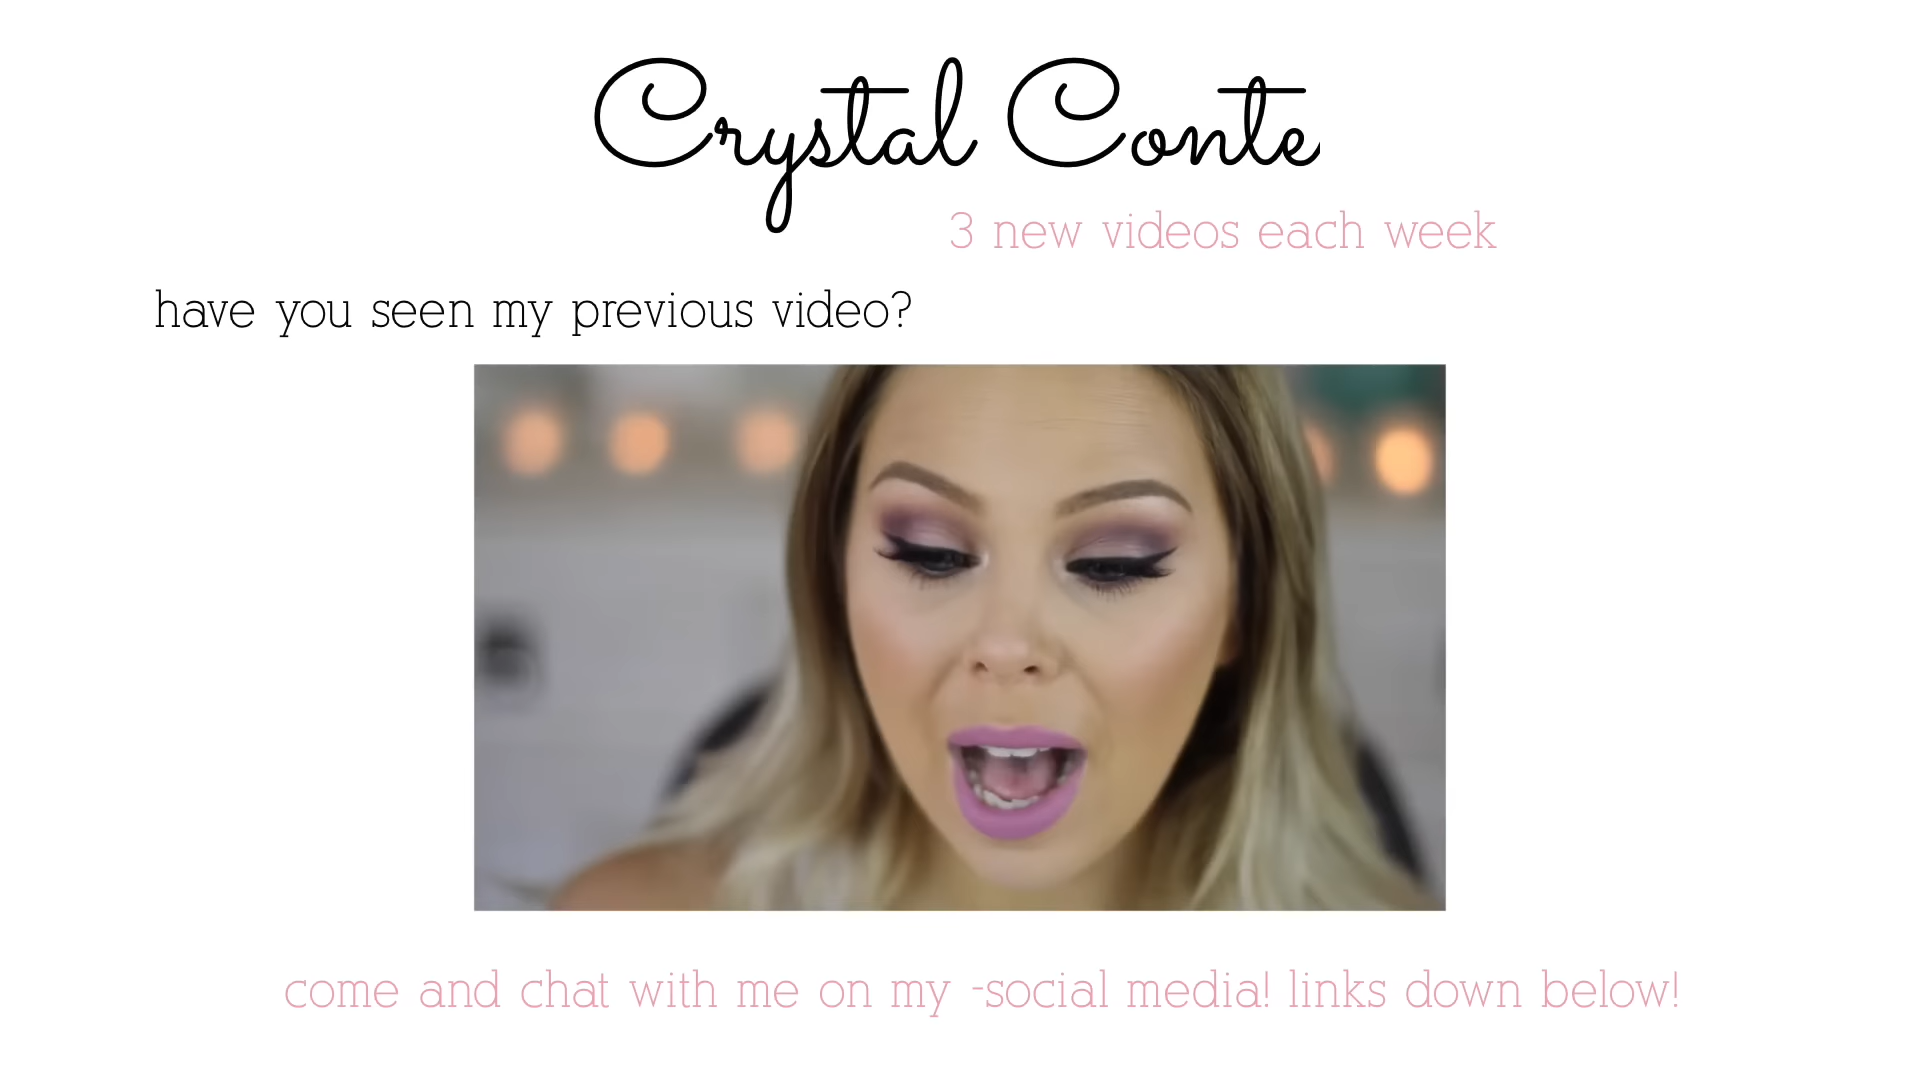 Crystal Conte
3 new videos each week
have you seen my previous video?
come and chat with me on my -social media! links down below!